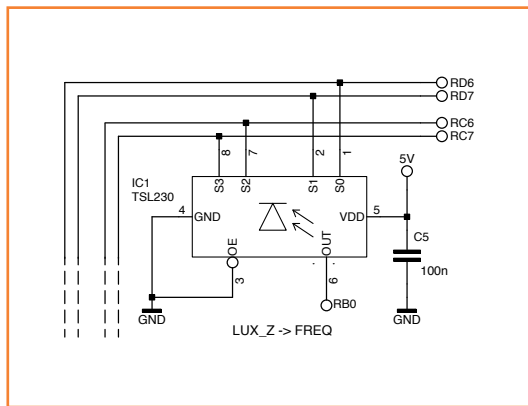 RD6
RD7
RC6
RC7
8
7
2
1
S3
S2
S1
S0
5V
IC1
TSL230
4
GND
VDD
5
C5
100n
OE
OUT
3
6
RB0
GND
GND
LUX_Z -> FREQ